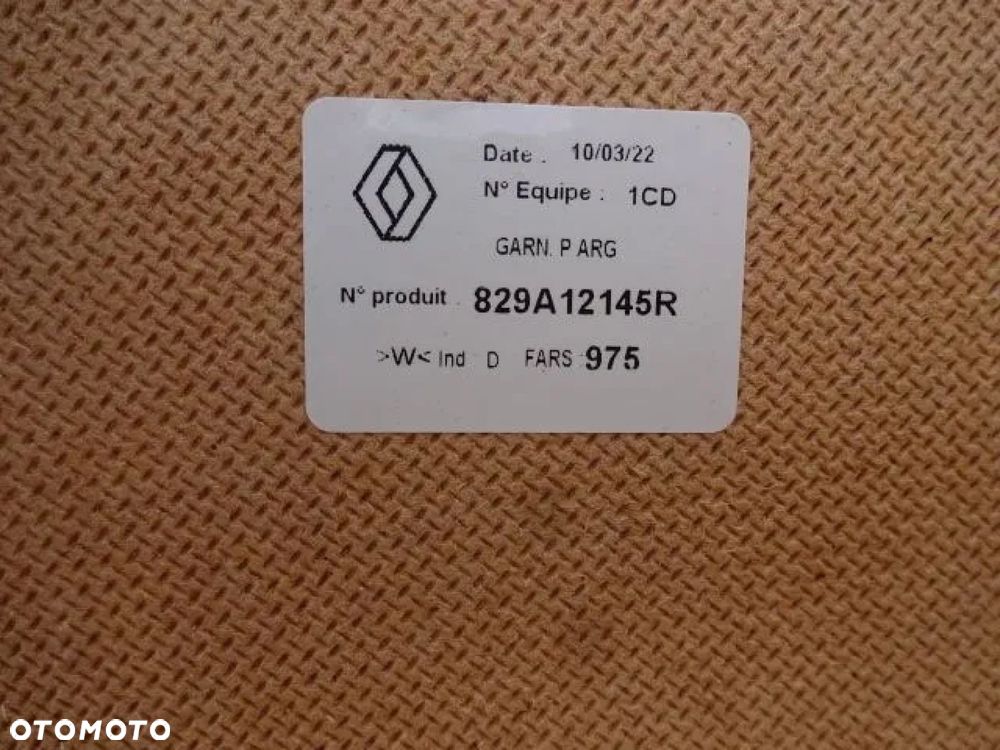 Date : 10/03/22
N° Equipe : 1CD
GARN. P ARG
N° produit : 829A12145R
>W< Ind D FARS 975
OTOMOTO